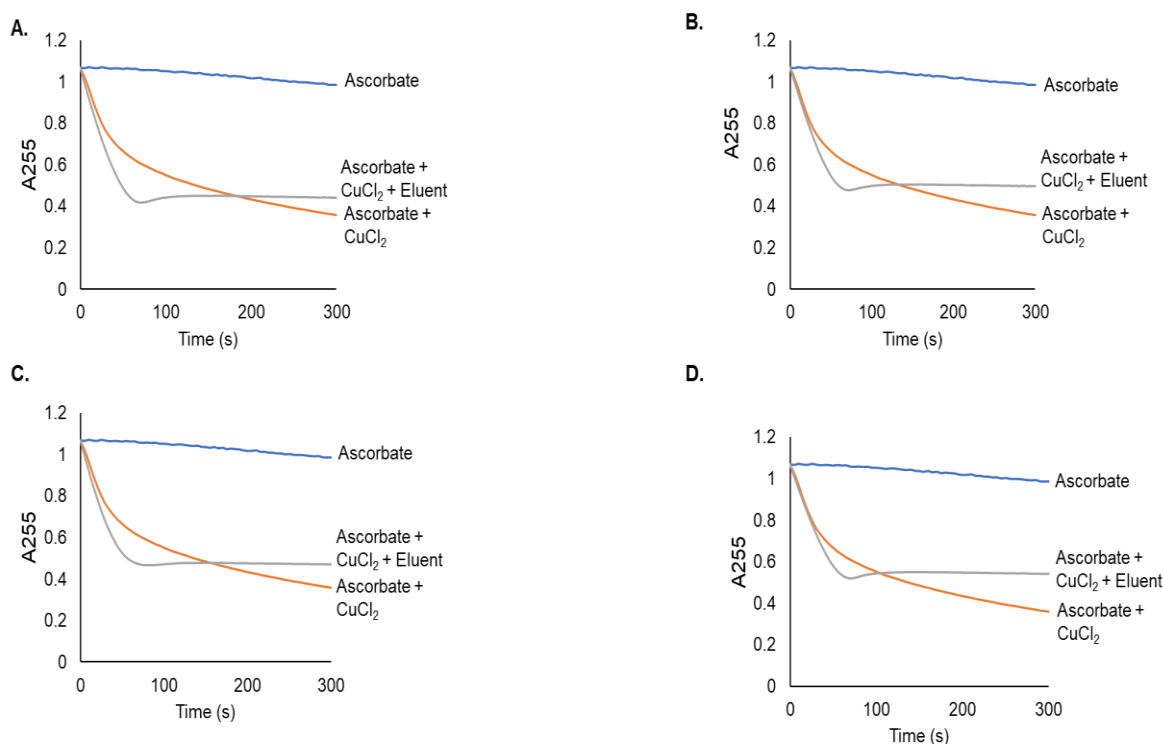 A.
1.2
1
0.8
0.6
0.4
0.2
0
A255
0
100
200
300
Time (s)
Ascorbate
Ascorbate +
CuCl₂ + Eluent
Ascorbate +
CuCl₂
B.
1.2
1
0.8
0.6
0.4
0.2
0
A255
0
100
200
300
Time (s)
Ascorbate
Ascorbate +
CuCl₂ + Eluent
Ascorbate +
CuCl₂
C.
1.2
1
0.8
0.6
0.4
0.2
0
A255
0
100
200
300
Time (s)
Ascorbate
Ascorbate +
CuCl₂ + Eluent
Ascorbate +
CuCl₂
D.
1.2
1
0.8
0.6
0.4
0.2
0
A255
0
100
200
300
Time (s)
Ascorbate
Ascorbate +
CuCl₂ + Eluent
Ascorbate +
CuCl₂